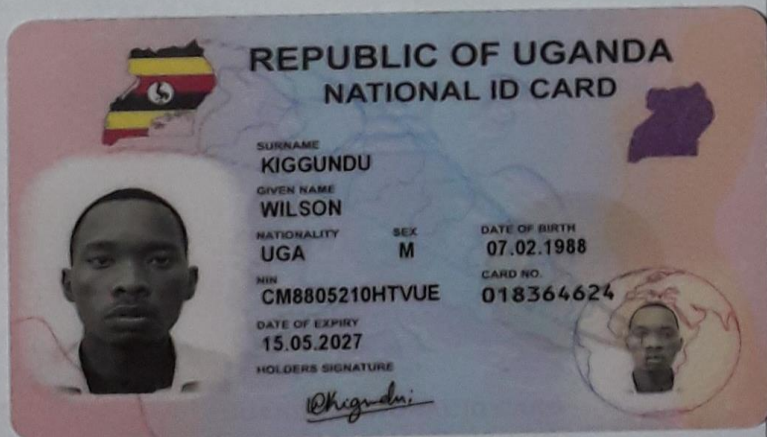 REPUBLIC OF UGANDA
NATIONAL ID CARD
SURNAME
KIGGUNDU
GIVEN NAME
WILSON
NATIONALITY SEX DATE OF BIRTH
UGA M 07.02.1988
NIN CARD NO.
CM8805210HTVUE 018364624
DATE OF EXPIRY
15.05.2027
HOLDERS SIGNATURE